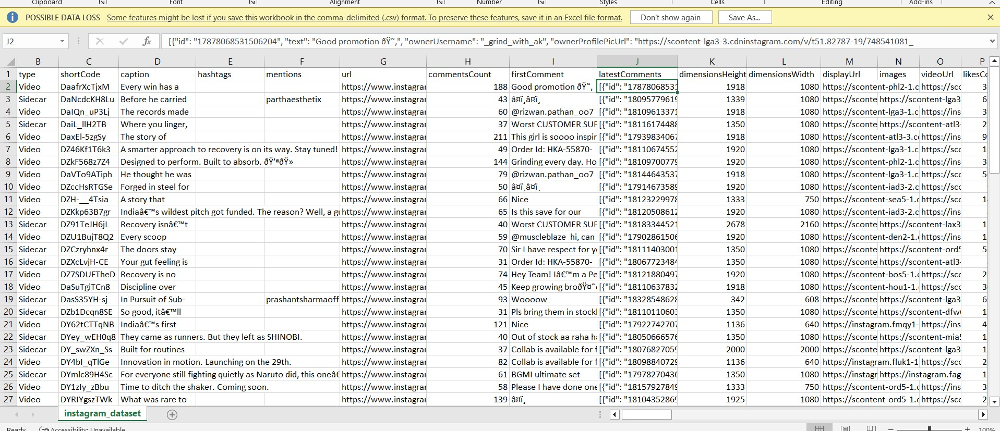 Clipboard Font Alignment Number Styles Cells Editing Add-ins
POSSIBLE DATA LOSS Some features might be lost if you save this workbook in the comma-delimited (.csv) format. To preserve these features, save it in an Excel file format. Don't show again Save As...
J2 fx [{"id": "17878068531506204", "text": "Good promotion ðŸ˜‚", "ownerUsername": "_grind_with_ak", "ownerProfilePicUrl": "https://scontent-lga3-3.cdninstagram.com/v/t51.82787-19/748541081_
B C D E F G H I J K L M N O P
1 type shortCode caption hashtags mentions url commentsCount firstComment latestComments dimensionsHeight dimensionsWidth displayUrl images videoUrl likesCo
2 Video DaafrXcTjxM Every win has a https://www.instagrar 188 Good promotion ðŸ˜‚ [{"id": "1787806853 1918 1080 https://scontent-phl2-1.c https://scc 3
3 Sidecar DaNcdcKH8Lu Before he carried parthaesthetix https://www.instagrar 43 â¤ï¸â¤ï¸ [{"id": "18095779619 1339 1080 https://sconte https://scontent-lga3 6
4 Video DaIQn_uP3Lj The records made https://www.instagrar 60 @rizwan.pathan_oo7 [{"id": "18109613371 1918 1080 https://scontent-lga3-1.c https://ins 3
5 Sidecar DaiL_llH2TB Where you linger, https://www.instagrar 37 Worst CUSTOMER SUP [{"id": "18116174488 1350 1080 https://sconte https://scontent-atl3- 2
6 Video DaxEl-5zgSy The story of https://www.instagrar 211 This girl is soooo inspir [{"id": "17939834067 1918 1080 https://scontent-atl3-3.cc https://ins 9
7 Video DZ46Kf1T6k3 A smarter approach to recovery is on its way. Stay tuned! https://www.instagrar 49 Order Id: HKA-55870- [{"id": "18110674552 1920 1080 https://scontent-lga3-1.c https://ins 1
8 Video DZkF568z7Z4 Designed to perform. Built to absorb. ðŸ’ªðŸ» https://www.instagrar 144 Grinding every day. Ho [{"id": "18109700779 1920 1080 https://scontent-phl2-1.c https://ins 3
9 Video DaVTo9ATiph He thought he was https://www.instagrar 79 @rizwan.pathan_oo7 [{"id": "18144643537 1918 1080 https://scontent-lga3-1.c https://scc 5
10 Video DZccHsRTGSe Forged in steel for https://www.instagrar 50 â¤ï¸â¤ï¸ [{"id": "17914673589 1920 1080 https://scontent-iad3-2.c https://scc
11 Video DZH-__4Tsia A story that https://www.instagrar 66 Nice [{"id": "18123229978 1333 750 https://scontent-sea5-1.c https://scc 1
12 Video DZKkp63B7gr Indiaâ€™s wildest pitch got funded. The reason? Well, a gu https://www.instagrar 65 Is this save for our [{"id": "18120508612 1920 1080 https://scontent-iad3-2.c https://ins
13 Sidecar DZ91TeJH6jL Recovery isnâ€™t https://www.instagrar 40 Worst CUSTOMER SUP [{"id": "18183344521 2678 2160 https://sconte https://scontent-lax3 1
14 Video DZU1BujT8Q2 Every scoop https://www.instagrar 59 @muscleblaze hi, can [{"id": "17902861506 1920 1080 https://scontent-den2-1.c https://ins 1
15 Sidecar DZCzryhnx4r The doors stay https://www.instagrar 70 Sir I have respect for y [{"id": "18111403001 1350 1080 https://sconte https://scontent-ord5 5
16 Sidecar DZXcLvjH-CE Your gut feeling is https://www.instagrar 31 Order Id: HKA-55870- [{"id": "18067723484 1350 1080 https://sconte https://scontent-atl3-
17 Video DZ7SDUFTheD Recovery is no https://www.instagrar 74 Hey Team! Iâ€™m a Pe [{"id": "18121880497 1920 1080 https://scontent-bos5-1.c https://scc 2
18 Video DaSuTgiTCn8 Discipline over https://www.instagrar 45 Keep growing broðŸ¤˜ [{"id": "18110637832 1918 1080 https://scontent-hou1-1.c https://scc 3
19 Sidecar DasS35YH-sj In Pursuit of Sub- prashantsharmaoff https://www.instagrar 93 Woooow [{"id": "18328548628 342 608 https://sconte https://scontent-lga3 6
20 Sidecar DZb1Dcqn8SE So good, itâ€™ll https://www.instagrar 31 Pls bring them in stock [{"id": "18110110603 1350 1080 https://sconte https://scontent-dfw 1
21 Video DY62tCTTqNB Indiaâ€™s first https://www.instagrar 121 Nice [{"id": "17922742707 1136 640 https://instagram.fmqy1- https://ins 4
22 Sidecar DYey_wEH0q8 They came as runners. But they left as SHINOBI. https://www.instagrar 40 Out of stock aa raha ha [{"id": "18050666576 1350 1080 https://sconte https://scontent-mia 1
23 Sidecar DY_swZXn_Ss Built for routines https://www.instagrar 37 Collab is available for f [{"id": "18076827059 2000 2000 https://sconte https://scontent-lga3 1
24 Video DY4bI_qTlGe Innovation in motion. Launching on the 29th. https://www.instagrar 82 Collab is available for f [{"id": "18098840729 1136 640 https://instagram.fluk1-1 https://scc 2
25 Sidecar DYmlc89H4Sc For everyone still fighting quietly as Naruto did, this oneâ€ https://www.instagrar 61 BGMI ultimate set [{"id": "17978270436 1350 1080 https://instagr https://instagram.fag 1
26 Video DY1zIy_zBbu Time to ditch the shaker. Coming soon. https://www.instagrar 58 Please I have done one [{"id": "18157927849 1333 750 https://scontent-ord5-1.c https://ins 3
27 Video DYRIYgszTWk What was rare to https://www.instagrar 139 â¤ï¸ [{"id": "18104352869 1925 1080 https://scontent-ord5-1.c https://scc 2
instagram_dataset
Ready Accessibility: Unavailable 100%